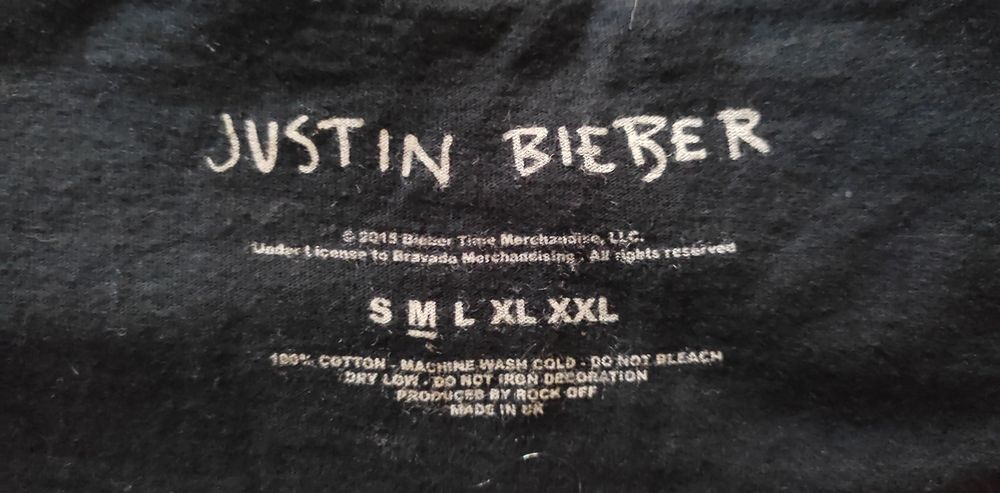 JUSTIN BIEBER
© 2015 Bieber Time Merchandise, LLC.
Under License to Bravado Merchandising - All rights reserved
S M L XL XXL
100% COTTON - MACHINE WASH COLD - DO NOT BLEACH
DRY LOW - DO NOT IRON DECORATION
PRODUCED BY ROCK OFF
MADE IN UK